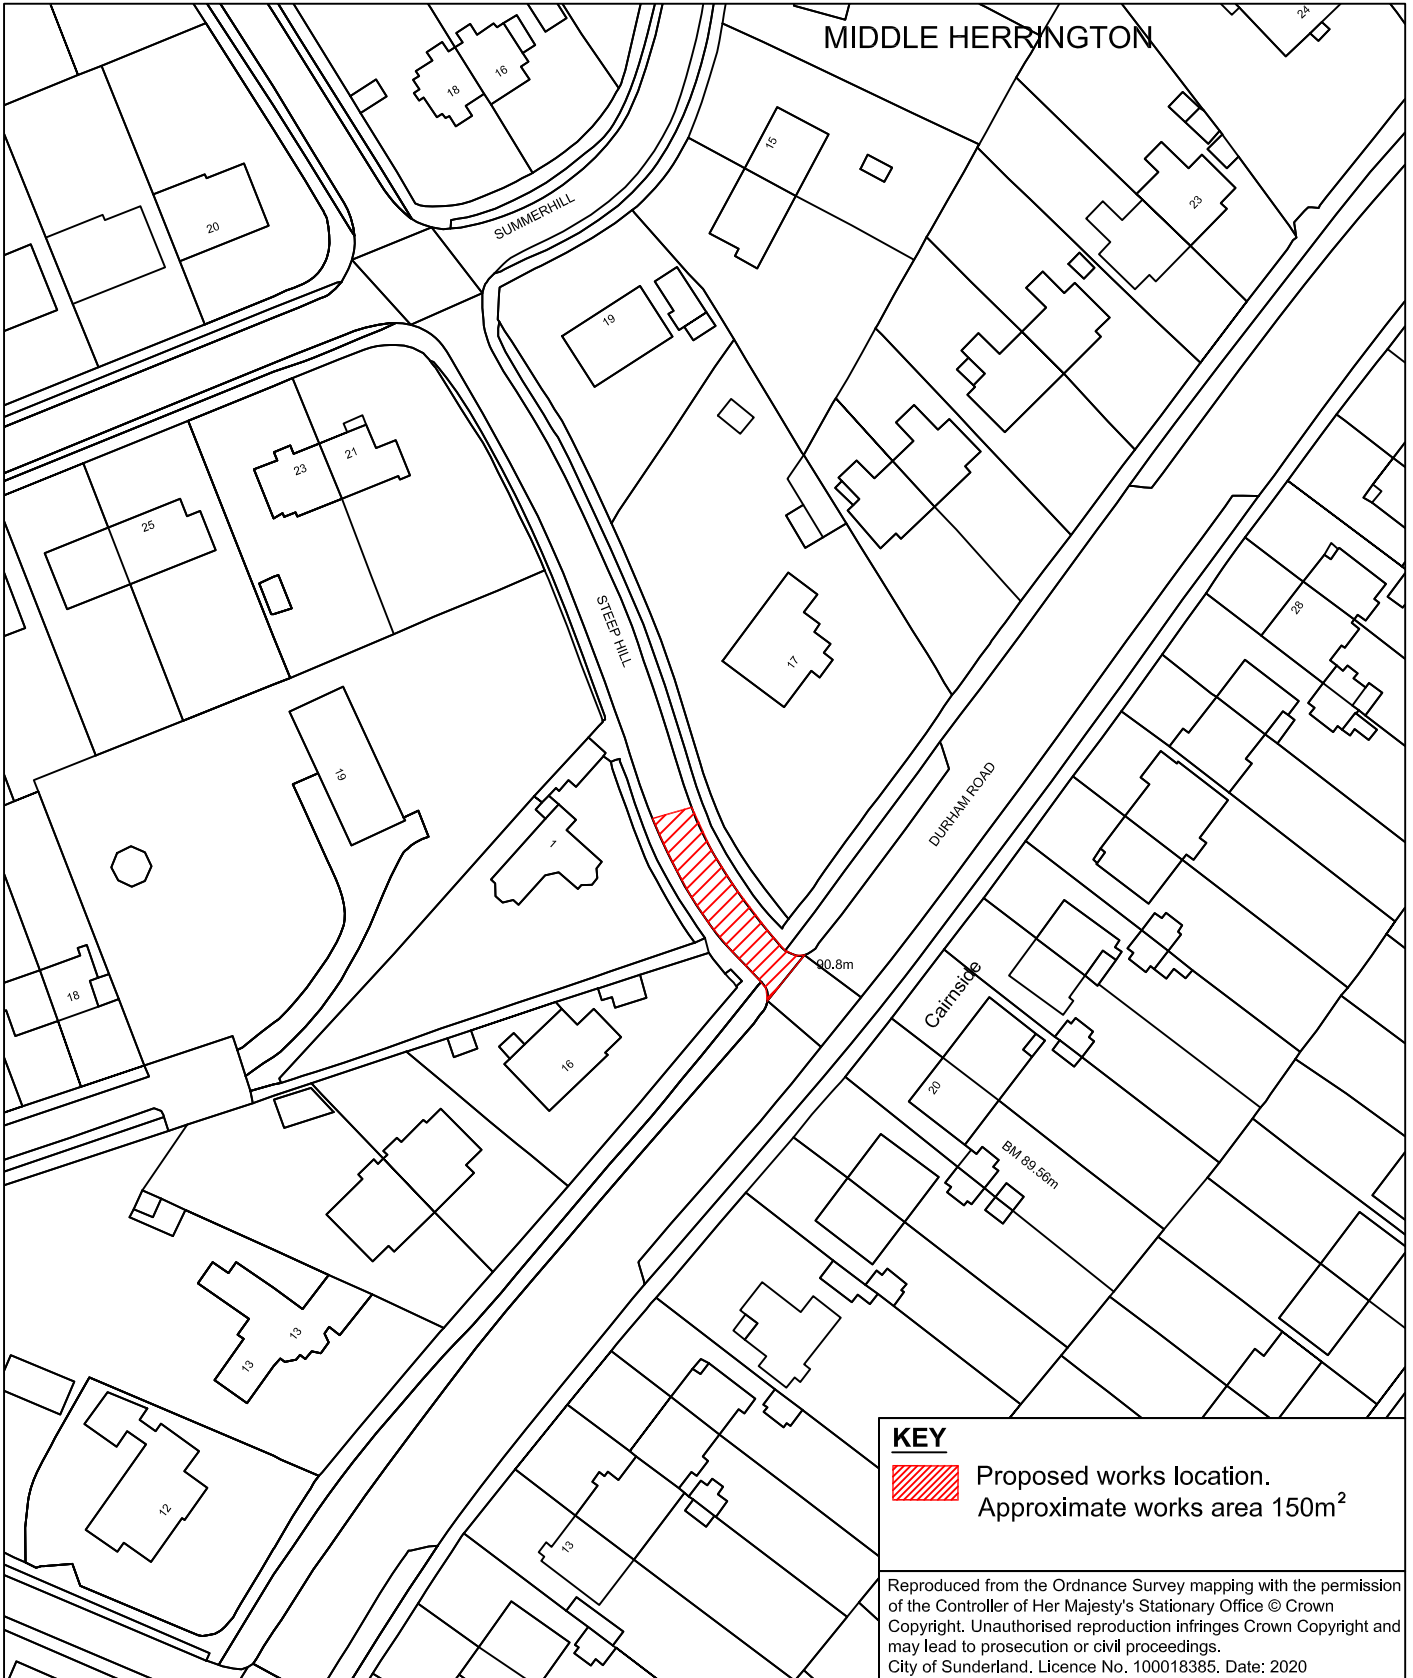 MIDDLE HERRINGTON
24
18
16
15
23
20
SUMMERHILL
19
23
21
25
28
STEEP HILL
17
19
DURHAM ROAD
1
90.8m
Cairnside
18
16
20
BM 89.56m
13
13
12
13
KEY
Proposed works location.
Approximate works area 150m²
Reproduced from the Ordnance Survey mapping with the permission
of the Controller of Her Majesty's Stationary Office © Crown
Copyright. Unauthorised reproduction infringes Crown Copyright and
may lead to prosecution or civil proceedings.
City of Sunderland. Licence No. 100018385. Date: 2020